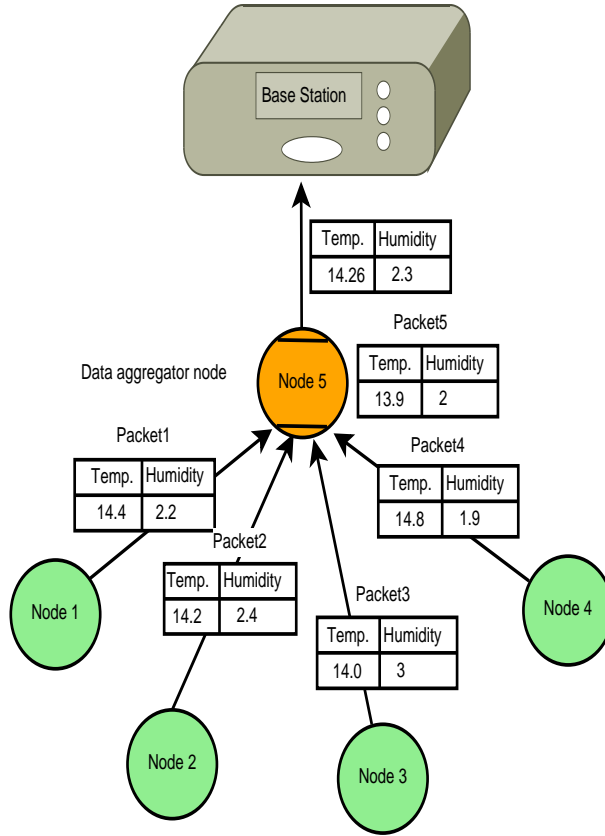 Base Station
Temp. Humidity
14.26 2.3
Packet5
Temp. Humidity
13.9 2
Node 5
Data aggregator node
Packet1
Temp. Humidity
14.4 2.2
Packet4
Temp. Humidity
14.8 1.9
Packet2
Temp. Humidity
14.2 2.4
Packet3
Temp. Humidity
14.0 3
Node 1
Node 4
Node 2
Node 3